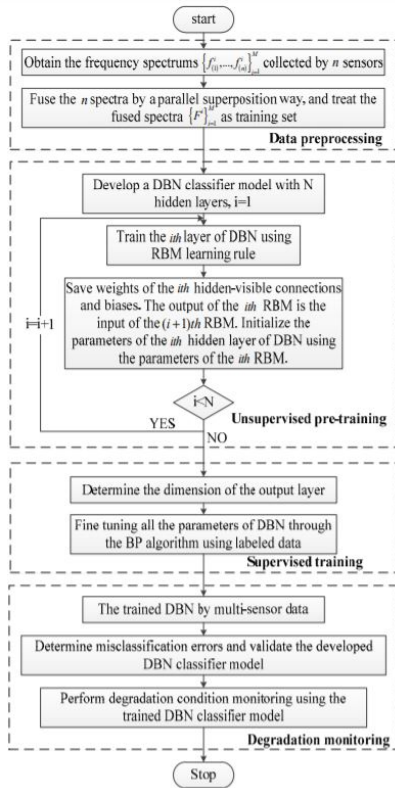 start
Obtain the frequency spectrums {f^i_(1),...,f^i_(n)}^M_i=1 collected by n sensors
Fuse the n spectra by a parallel superposition way, and treat the
fused spectra {F^i}^M_i=1 as training set
Data preprocessing
Develop a DBN classifier model with N
hidden layers, i=1
Train the ith layer of DBN using
RBM learning rule
Save weights of the ith hidden-visible connections
and biases. The output of the ith RBM is the
input of the (i+1)th RBM. Initialize the
parameters of the ith hidden layer of DBN using
the parameters of the ith RBM.
i=i+1
i<N
Unsupervised pre-training
YES
NO
Determine the dimension of the output layer
Fine tuning all the parameters of DBN through
the BP algorithm using labeled data
Supervised training
The trained DBN by multi-sensor data
Determine misclassification errors and validate the developed
DBN classifier model
Perform degradation condition monitoring using the
trained DBN classifier model
Degradation monitoring
Stop